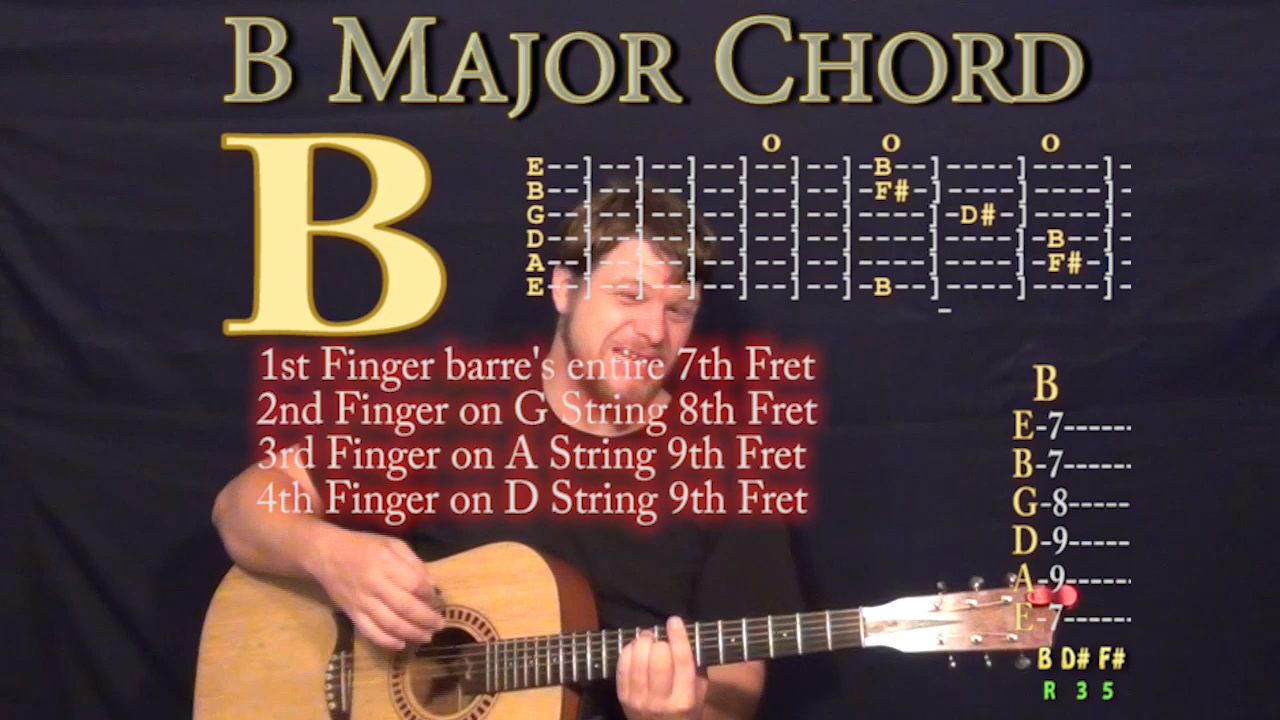 B Major Chord
B
O O O
E--]--]--]--]--]--]-B--]----]----]-
B--]--]--]--]--]--]-F#-]----]----]-
G--]--]--]--]--]--]----]-D#-]----]-
D--]--]--]--]--]--]----]----]-B--]-
A--]--]--]--]--]--]----]----]-F#-]-
E--]--]--]--]--]--]-B--]----]----]-
-
1st Finger barre's entire 7th Fret
2nd Finger on G String 8th Fret
3rd Finger on A String 9th Fret
4th Finger on D String 9th Fret
B
E-7------
B-7------
G-8------
D-9------
A-9------
E-7------
B D# F#
R 3 5